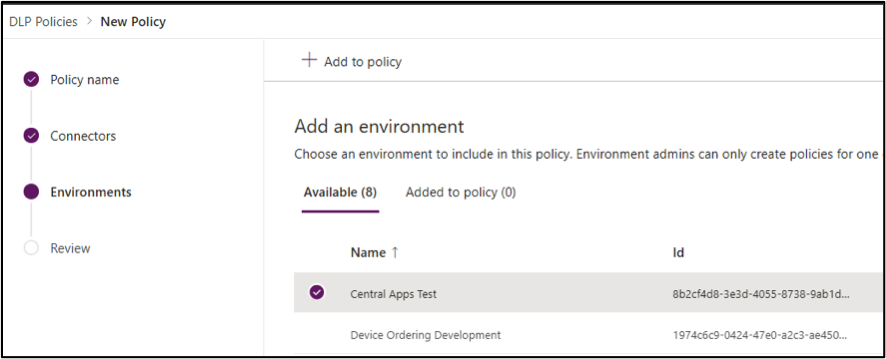 DLP Policies > New Policy
Policy name
Connectors
Environments
Review
+ Add to policy
Add an environment
Choose an environment to include in this policy. Environment admins can only create policies for one
Available (8) Added to policy (0)
Name ↑ Id
Central Apps Test 8b2cf4d8-3e3d-4055-8738-9ab1d...
Device Ordering Development 1974c6c9-0424-47e0-a2c3-ae450...